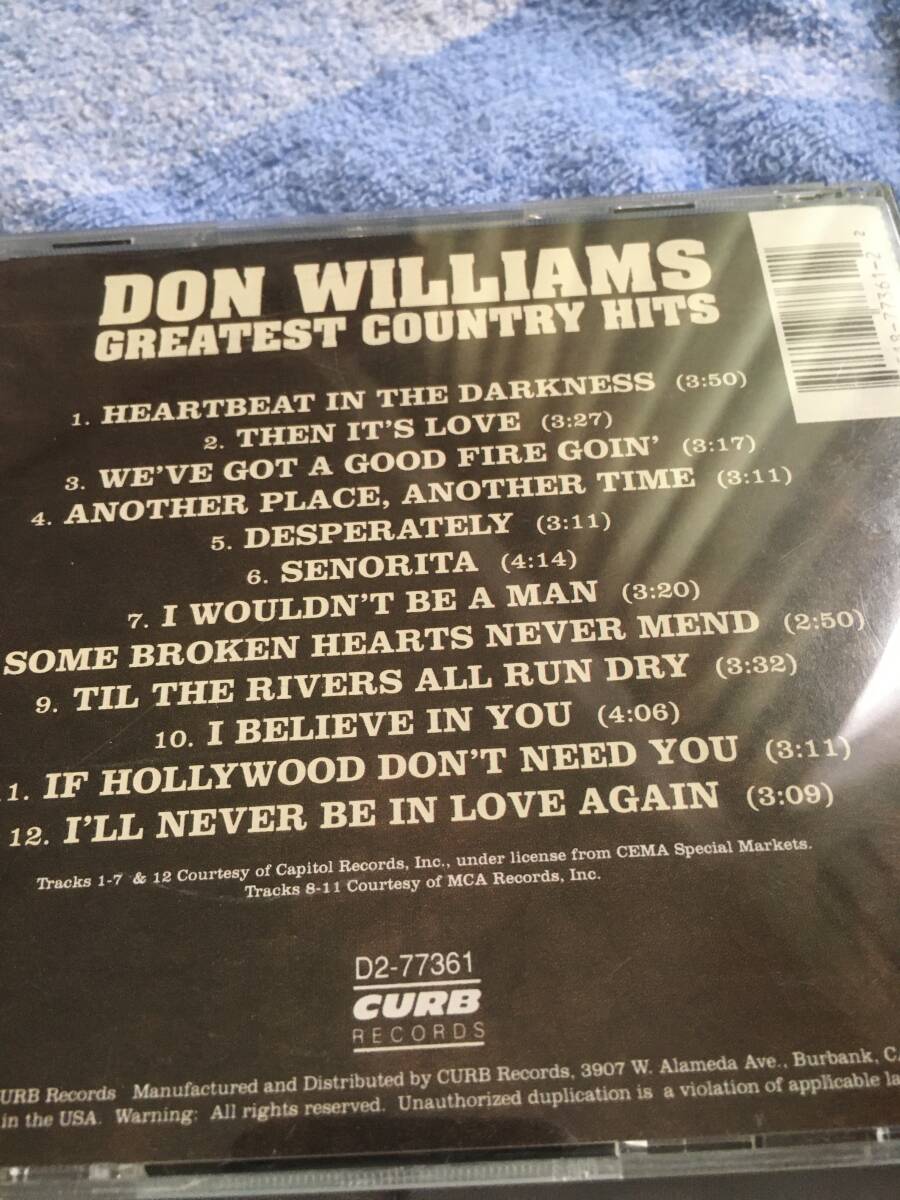 DON WILLIAMS
GREATEST COUNTRY HITS
1. HEARTBEAT IN THE DARKNESS (3:50)
2. THEN IT'S LOVE (3:27)
3. WE'VE GOT A GOOD FIRE GOIN' (3:17)
4. ANOTHER PLACE, ANOTHER TIME (3:11)
5. DESPERATELY (3:11)
6. SENORITA (4:14)
7. I WOULDN'T BE A MAN (3:20)
SOME BROKEN HEARTS NEVER MEND (2:50)
9. TIL THE RIVERS ALL RUN DRY (3:32)
10. I BELIEVE IN YOU (4:06)
1. IF HOLLYWOOD DON'T NEED YOU (3:11)
12. I'LL NEVER BE IN LOVE AGAIN (3:09)
Tracks 1-7 & 12 Courtesy of Capitol Records, Inc., under license from CEMA Special Markets.
Tracks 8-11 Courtesy of MCA Records, Inc.
D2-77361
CURB
RECORDS
URB Records Manufactured and Distributed by CURB Records, 3907 W. Alameda Ave., Burbank,
in the USA. Warning: All rights reserved. Unauthorized duplication is a violation of applicable
8-77361-2 2